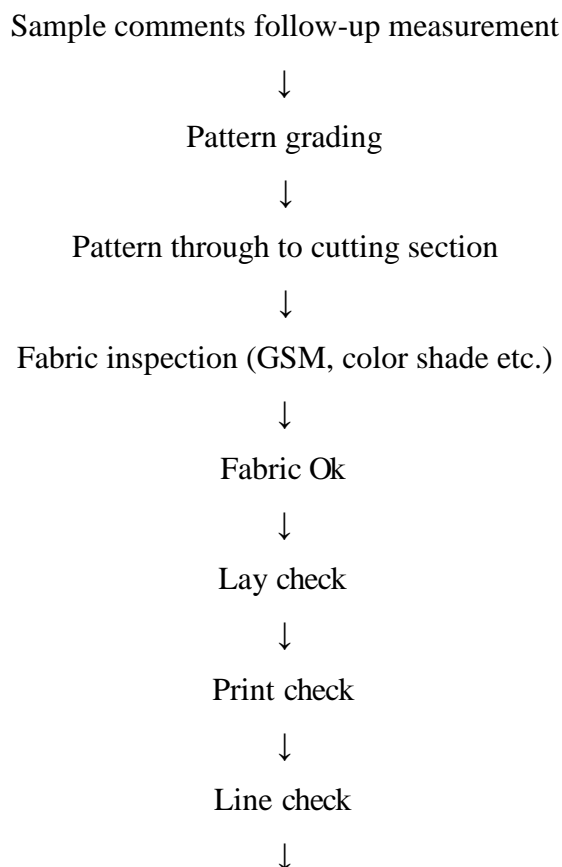 Sample comments follow-up measurement
↓
Pattern grading
↓
Pattern through to cutting section
↓
Fabric inspection (GSM, color shade etc.)
↓
Fabric Ok
↓
Lay check
↓
Print check
↓
Line check
↓